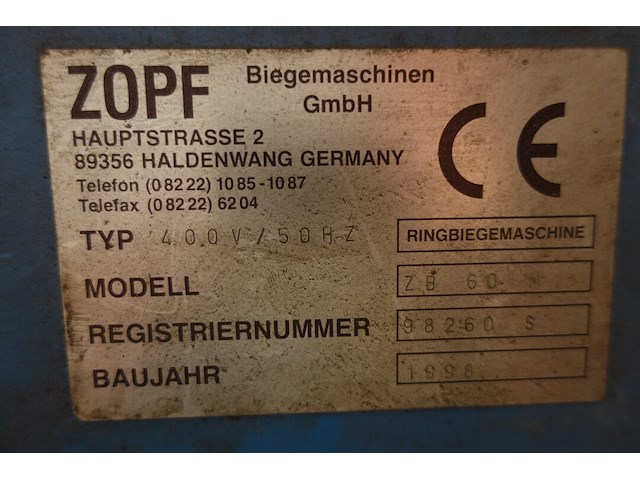 ZOPF Biegemaschinen
GmbH
HAUPTSTRASSE 2
89356 HALDENWANG GERMANY
Telefon (0 82 22) 10 85 - 10 87
Telefax (0 82 22) 62 04
CE
TYP 400V/50HZ RINGBIEGEMASCHINE
MODELL ZB 60
REGISTRIERNUMMER 98260 S
BAUJAHR 1998